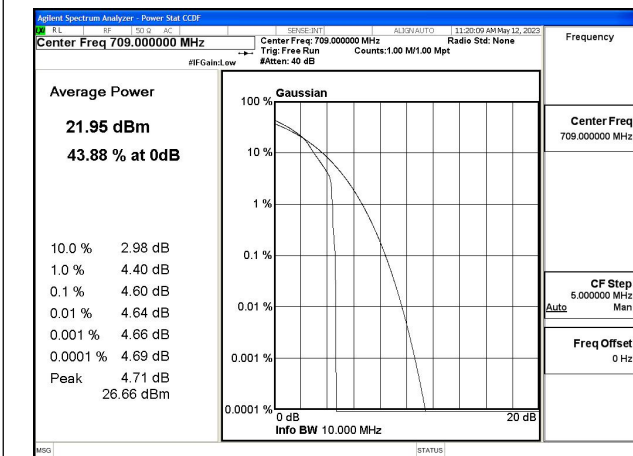 Agilent Spectrum Analyzer - Power Stat CCDF
RL RF 50 Ω AC SENSE:INT ALIGN AUTO 11:20:09 AM May 12, 2023
Center Freq 709.000000 MHz
Center Freq: 709.000000 MHz Radio Std: None
Trig: Free Run Counts:1.00 M/1.00 Mpt
#IFGain:Low #Atten: 40 dB
Frequency
Average Power
21.95 dBm
43.88 % at 0dB
10.0 % 2.98 dB
1.0 % 4.40 dB
0.1 % 4.60 dB
0.01 % 4.64 dB
0.001 % 4.66 dB
0.0001 % 4.69 dB
Peak 4.71 dB
26.66 dBm
Gaussian
100 %
10 %
1 %
0.1 %
0.01 %
0.001 %
0.0001 %
0 dB 20 dB
Info BW 10.000 MHz
Center Freq
709.000000 MHz
CF Step
5.000000 MHz
Auto Man
Freq Offset
0 Hz
MSG STATUS